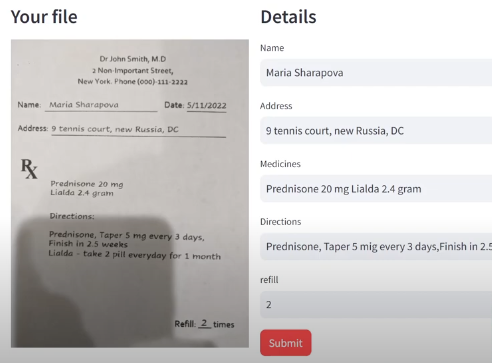 Your file
Dr John Smith, M.D
2 Non-Important Street,
New York. Phone (000)-111-2222
Name: Maria Sharapova Date: 5/11/2022
Address: 9 tennis court, new Russia, DC
Rx
Prednisone 20 mg
Lialda 2.4 gram
Directions:
Prednisone, Taper 5 mg every 3 days,
Finish in 2.5 weeks
Lialda - take 2 pill everyday for 1 month
Refill: 2 times
Details
Name
Maria Sharapova
Address
9 tennis court, new Russia, DC
Medicines
Prednisone 20 mg Lialda 2.4 gram
Directions
Prednisone, Taper 5 mig every 3 days,Finish in 2.5
refill
2
Submit